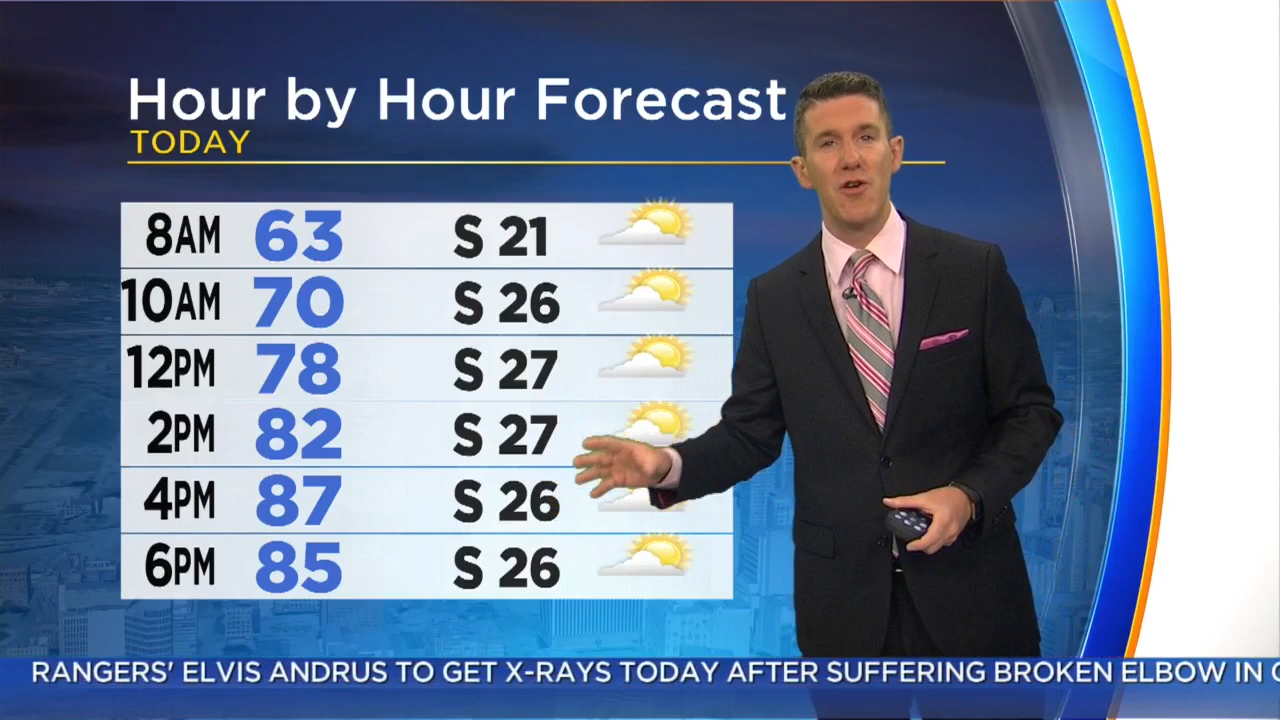 Hour by Hour Forecast
TODAY
8AM 63 S 21
10AM 70 S 26
12PM 78 S 27
2PM 82 S 27
4PM 87 S 26
6PM 85 S 26
RANGERS' ELVIS ANDRUS TO GET X-RAYS TODAY AFTER SUFFERING BROKEN ELBOW IN